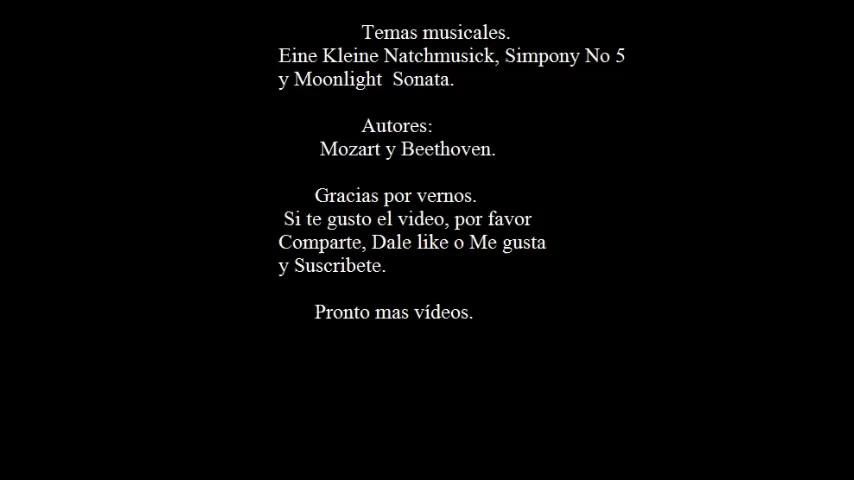 Temas musicales.
Eine Kleine Natchmusick, Simpony No 5
y Moonlight  Sonata.
Autores:
Mozart y Beethoven.
Gracias por vernos.
Si te gusto el video, por favor
Comparte, Dale like o Me gusta
y Suscribete.
Pronto mas vídeos.